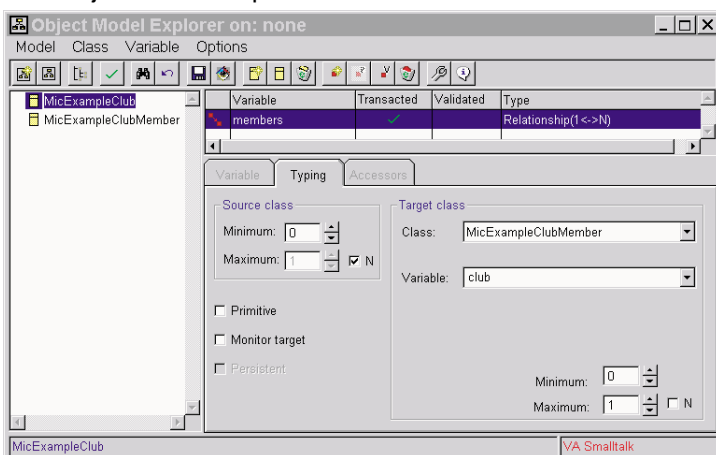 Object Model Explorer on: none
Model Class Variable Options
MicExampleClub
MicExampleClubMember
Variable Transacted Validated Type
members Relationship(1<->N)
Variable Typing Accessors
Source class
Minimum: 0
Maximum: 1 N
Primitive
Monitor target
Persistent
Target class
Class: MicExampleClubMember
Variable: club
Minimum: 0
Maximum: 1 N
MicExampleClub
VA Smalltalk